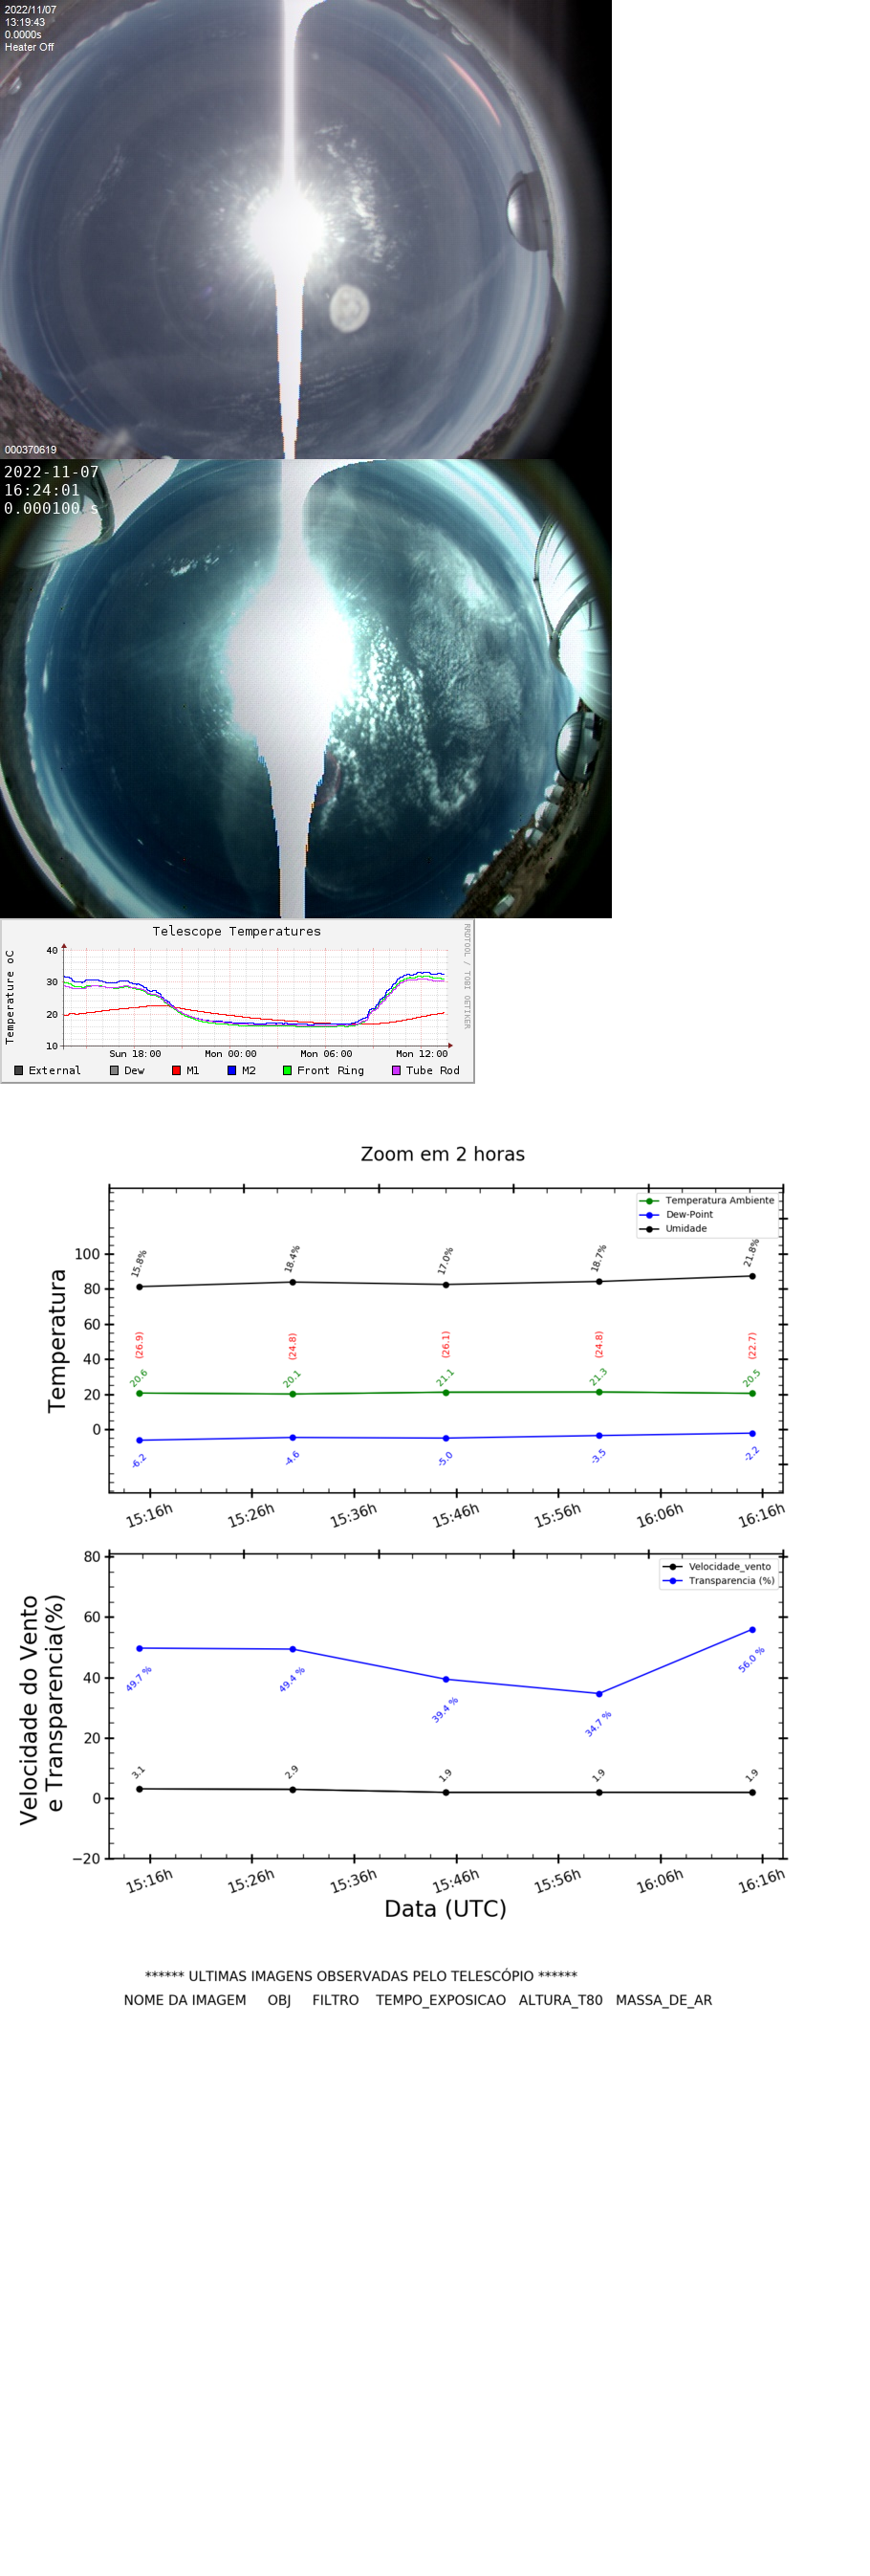 2022/11/07
13:19:43
0.0000s
Heater Off
000370619
2022-11-07
16:24:01
0.000100 s
Telescope Temperatures
RRDTOOL / TOBI OETIKER
Temperature oC
40
30
20
10
Sun 18:00 Mon 00:00 Mon 06:00 Mon 12:00
External Dew M1 M2 Front Ring Tube Rod
Zoom em 2 horas
Temperatura
Temperatura Ambiente
Dew-Point
Umidade
100
80
60
40
20
0
15.8% 18.4% 17.0% 18.7% 21.8%
(26.9) (24.8) (26.1) (24.8) (22.7)
20.6 20.1 21.1 21.3 20.5
-6.2 -4.6 -5.0 -3.5 -2.2
15:16h 15:26h 15:36h 15:46h 15:56h 16:06h 16:16h
Velocidade do Vento
e Transparencia(%)
Velocidade_vento
Transparencia (%)
80
60
40
20
0
−20
49.7 % 49.4 % 39.4 % 34.7 % 56.0 %
3.1 2.9 1.9 1.9 1.9
15:16h 15:26h 15:36h 15:46h 15:56h 16:06h 16:16h
Data (UTC)
****** ULTIMAS IMAGENS OBSERVADAS PELO TELESCÓPIO ******
NOME DA IMAGEM OBJ FILTRO TEMPO_EXPOSICAO ALTURA_T80 MASSA_DE_AR